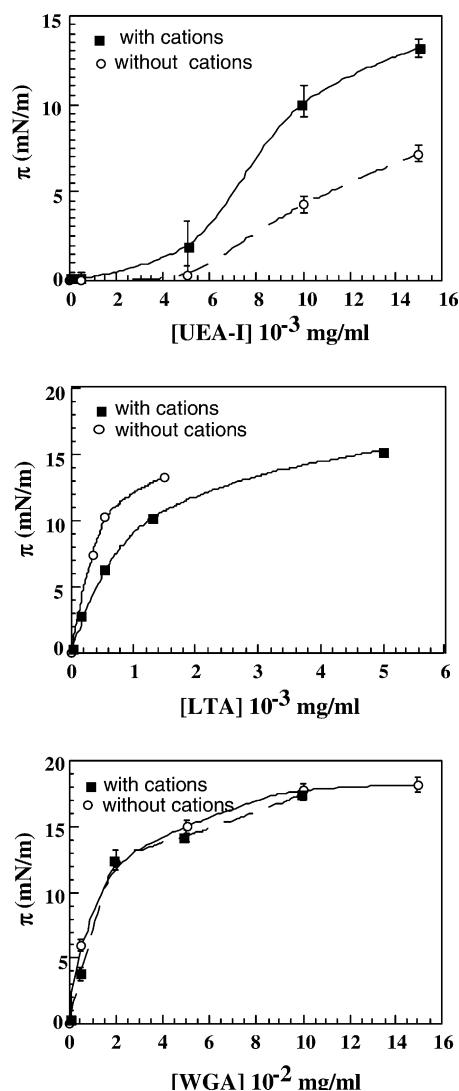 15
with cations
without cations
10
π (mN/m)
5
0
0 2 4 6 8 10 12 14 16
[UEA-I] 10-3 mg/ml
20
with cations
without cations
15
π (mN/m)
10
5
0
0 1 2 3 4 5 6
[LTA] 10-3 mg/ml
20
with cations
without cations
15
π (mN/m)
10
5
0
0 2 4 6 8 10 12 14 16
[WGA] 10-2 mg/ml